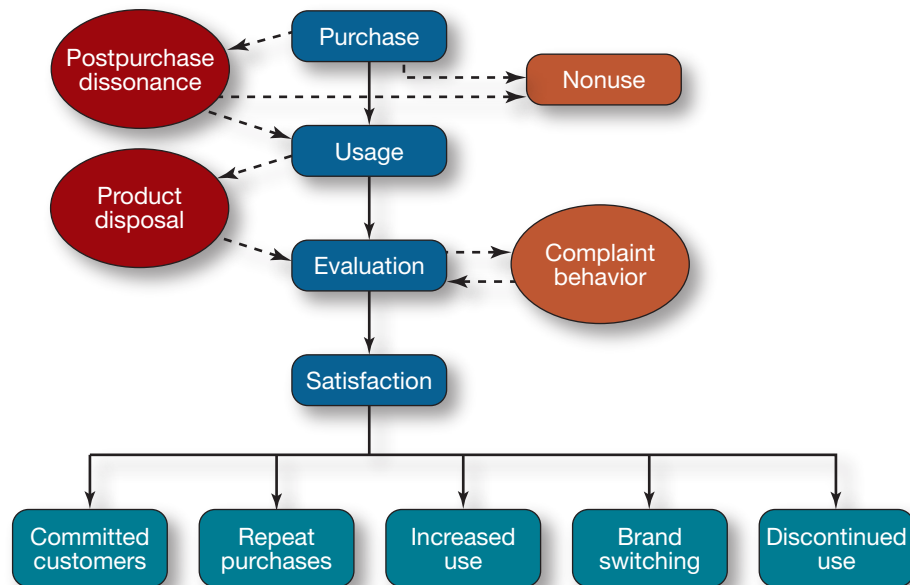 Purchase
Postpurchase
dissonance
Nonuse
Usage
Product
disposal
Evaluation
Complaint
behavior
Satisfaction
Committed
customers
Repeat
purchases
Increased
use
Brand
switching
Discontinued
use